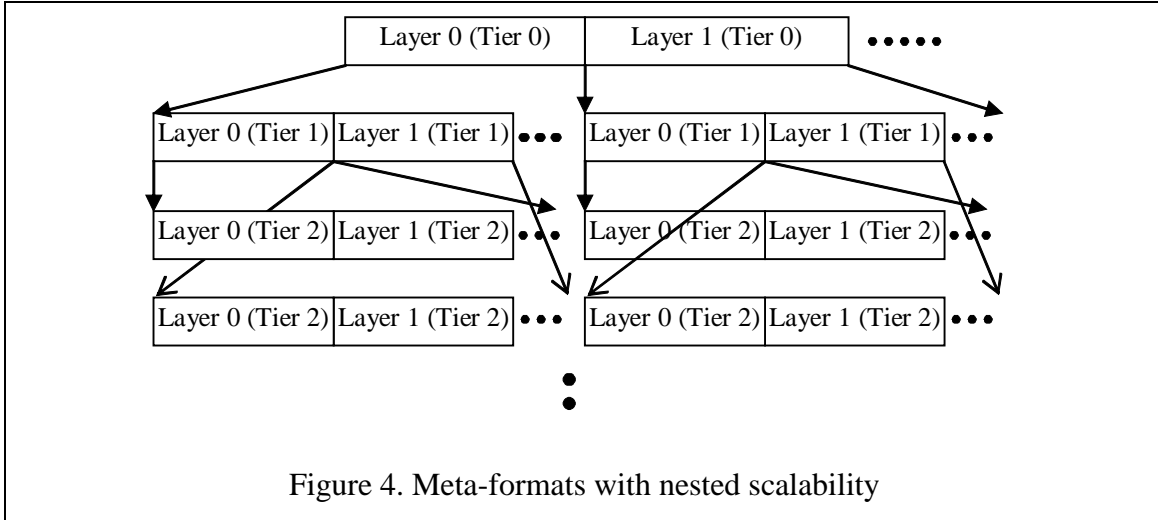 Layer 0 (Tier 0) Layer 1 (Tier 0)
Layer 0 (Tier 1) Layer 1 (Tier 1) Layer 0 (Tier 1) Layer 1 (Tier 1)
Layer 0 (Tier 2) Layer 1 (Tier 2) Layer 0 (Tier 2) Layer 1 (Tier 2)
Layer 0 (Tier 2) Layer 1 (Tier 2) Layer 0 (Tier 2) Layer 1 (Tier 2)
Figure 4. Meta-formats with nested scalability